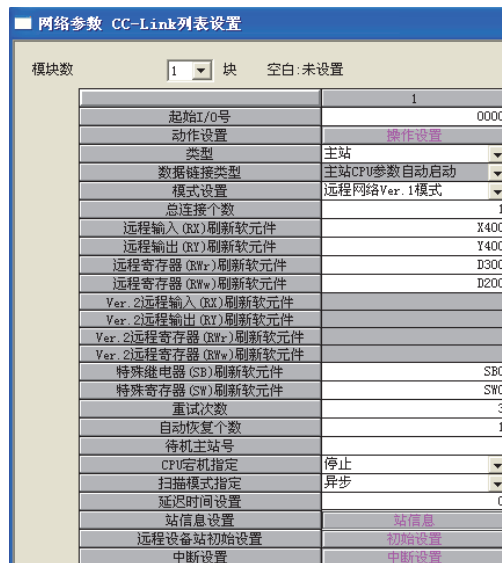 网络参数 CC-Link列表设置
模块数 1 块 空白:未设置
1
起始I/O号 0000
动作设置 操作设置
类型 主站
数据链接类型 主站CPU参数自动启动
模式设置 远程网络Ver.1模式
总连接个数 1
远程输入(RX)刷新软元件 X400
远程输出(RY)刷新软元件 Y400
远程寄存器(RWr)刷新软元件 D300
远程寄存器(RWw)刷新软元件 D200
Ver.2远程输入(RX)刷新软元件
Ver.2远程输出(RY)刷新软元件
Ver.2远程寄存器(RWr)刷新软元件
Ver.2远程寄存器(RWw)刷新软元件
特殊继电器(SB)刷新软元件 SB0
特殊寄存器(SW)刷新软元件 SW0
重试次数 3
自动恢复个数 1
待机主站号
CPU宕机指定 停止
扫描模式指定 异步
延迟时间设置 0
站信息设置 站信息
远程设备站初始设置 初始设置
中断设置 中断设置